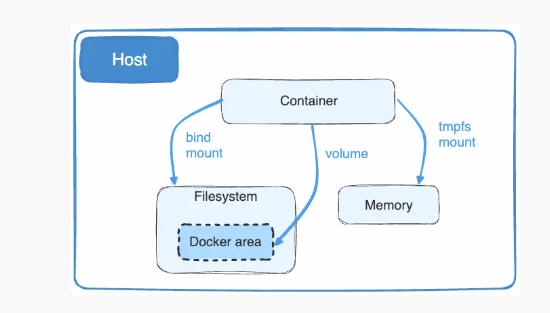 Host
Container
bind
mount
volume
tmpfs
mount
Filesystem
Docker area
Memory